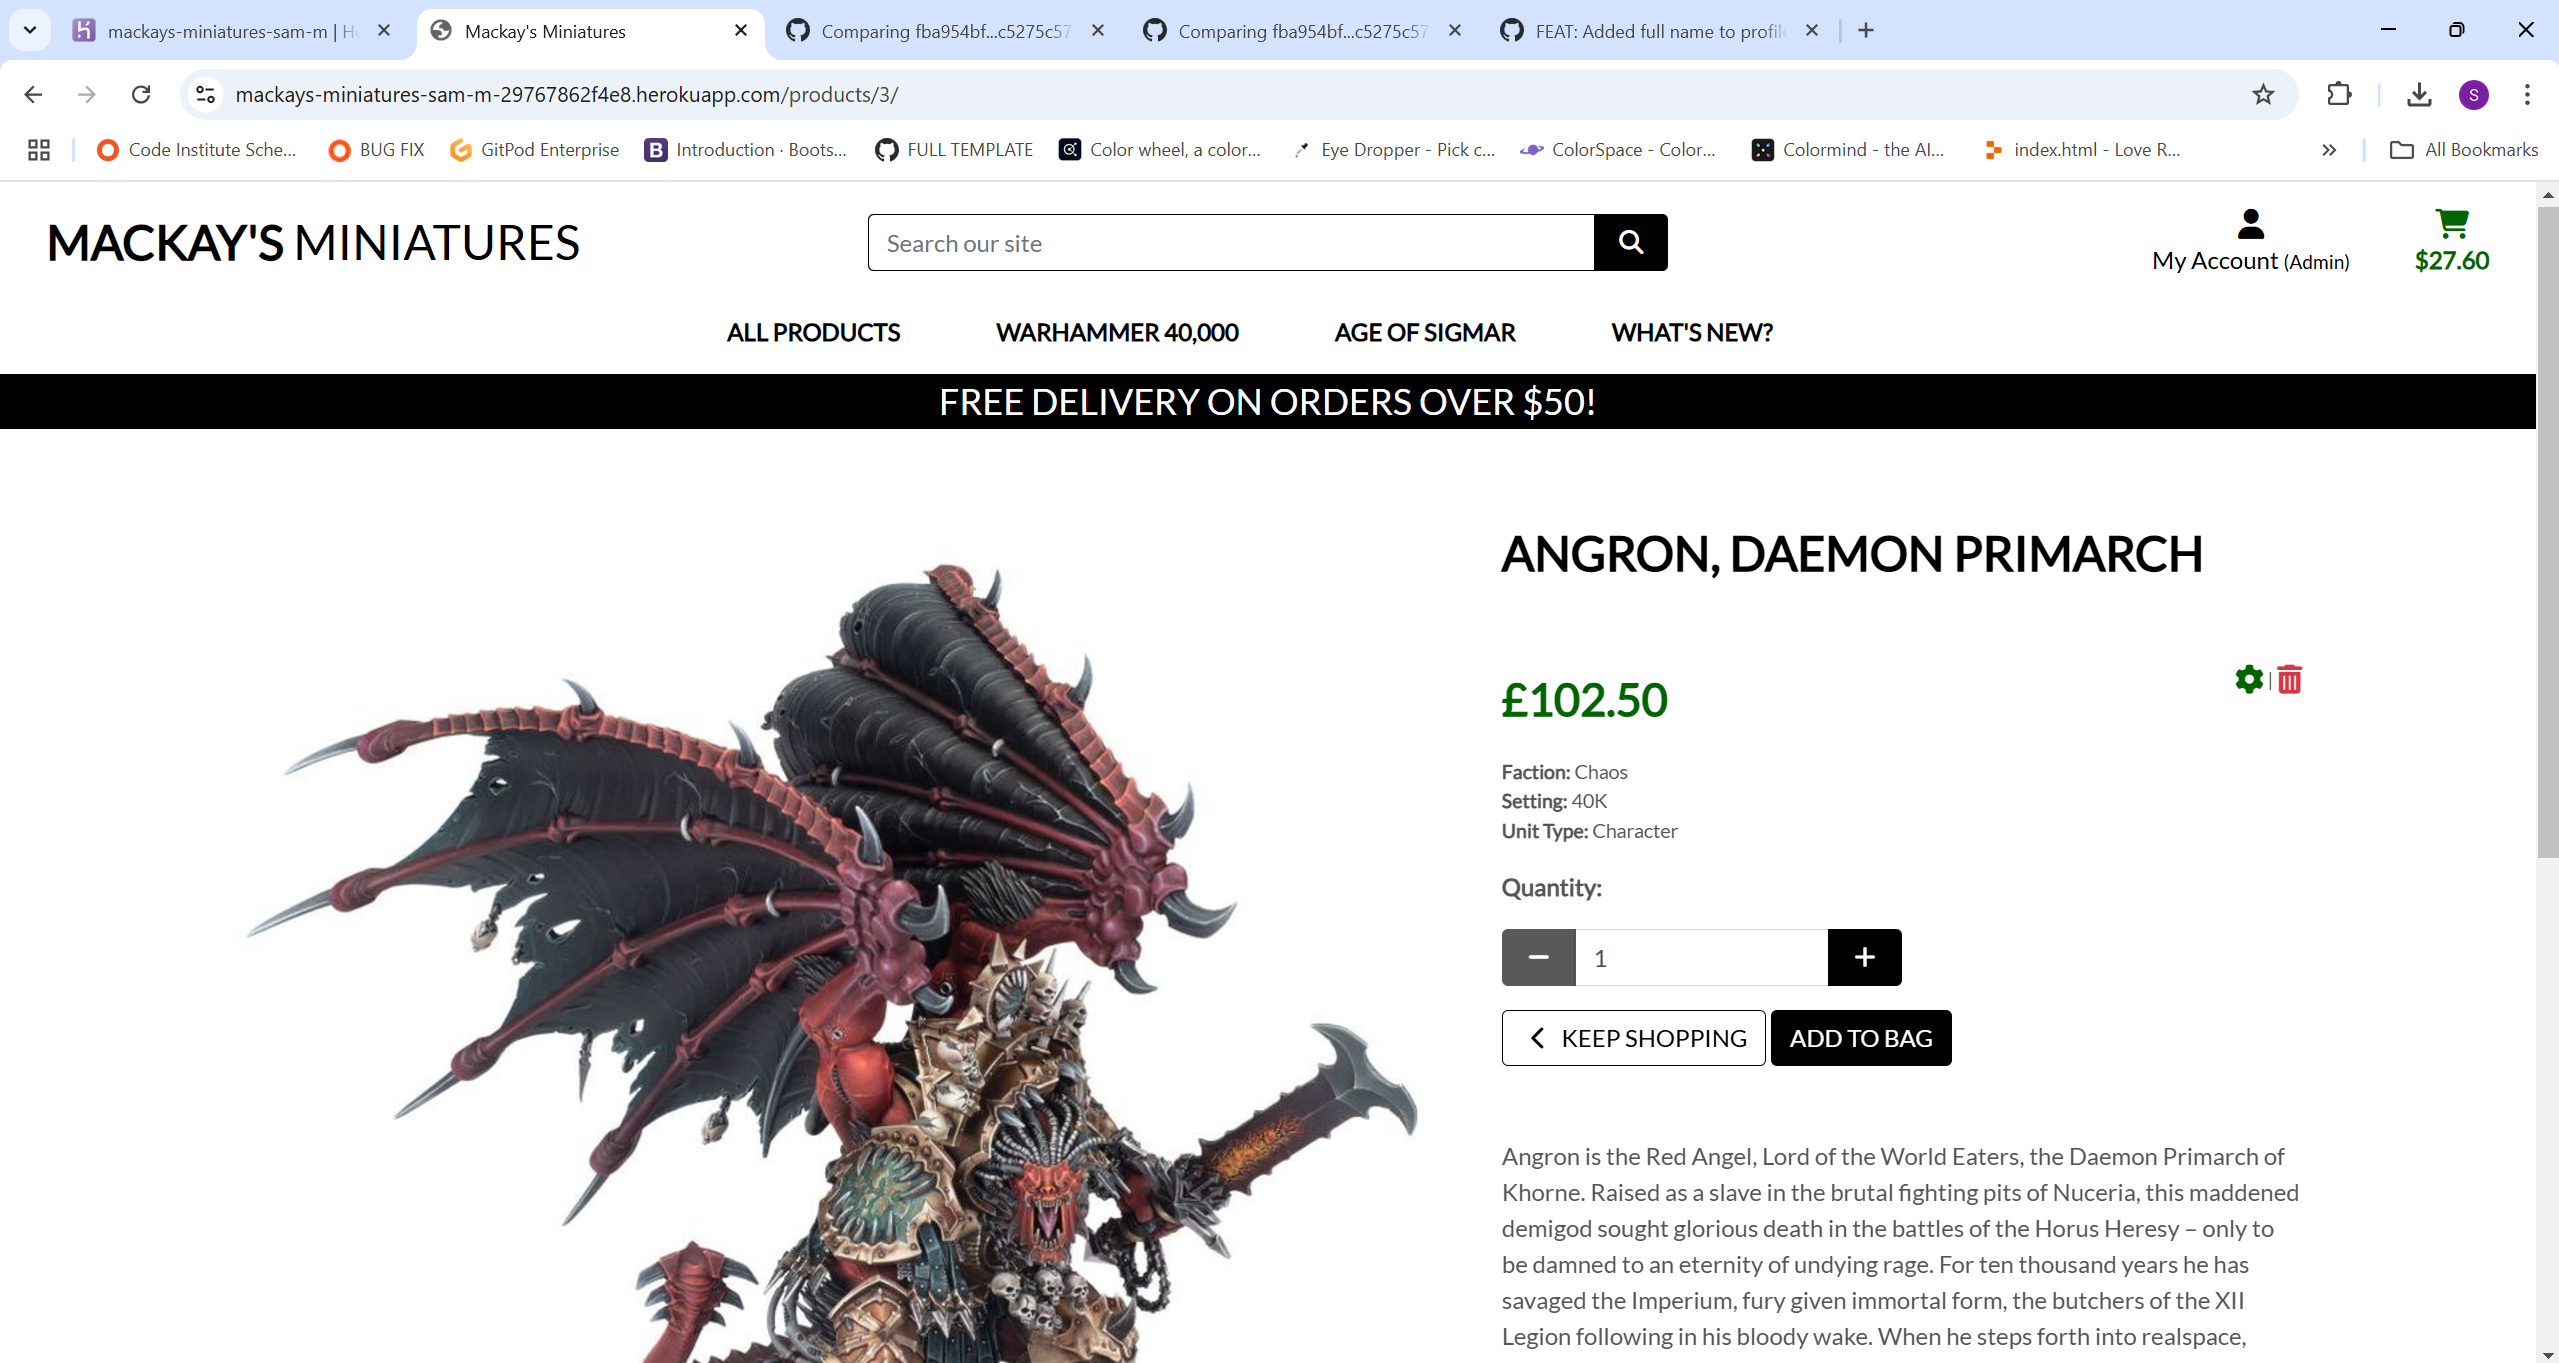 mackays-miniatures-sam-m | He
Mackay's Miniatures
Comparing fba954bf...c5275c57
Comparing fba954bf...c5275c57
FEAT: Added full name to profile
mackays-miniatures-sam-m-29767862f4e8.herokuapp.com/products/3/
S
Code Institute Sche...
BUG FIX
GitPod Enterprise
B
Introduction · Boots...
FULL TEMPLATE
Color wheel, a color...
Eye Dropper - Pick c...
ColorSpace - Color...
Colormind - the AI...
index.html - Love R...
All Bookmarks
MACKAY'S MINIATURES
Search our site
My Account (Admin)
$27.60
ALL PRODUCTS
WARHAMMER 40,000
AGE OF SIGMAR
WHAT'S NEW?
FREE DELIVERY ON ORDERS OVER $50!
ANGRON, DAEMON PRIMARCH
£102.50
|
Faction: Chaos
Setting: 40K
Unit Type: Character
Quantity:
1
KEEP SHOPPING
ADD TO BAG
Angron is the Red Angel, Lord of the World Eaters, the Daemon Primarch of
Khorne. Raised as a slave in the brutal fighting pits of Nuceria, this maddened
demigod sought glorious death in the battles of the Horus Heresy – only to
be damned to an eternity of undying rage. For ten thousand years he has
savaged the Imperium, fury given immortal form, the butchers of the XII
Legion following in his bloody wake. When he steps forth into realspace,